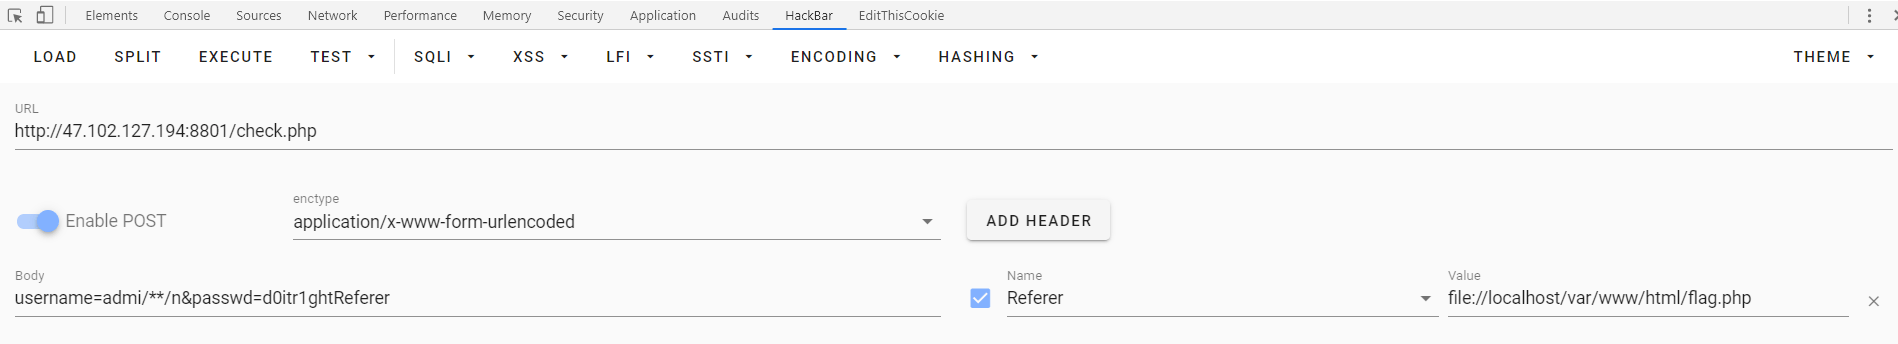 Elements Console Sources Network Performance Memory Security Application Audits HackBar EditThisCookie
LOAD SPLIT EXECUTE TEST SQLI XSS LFI SSTI ENCODING HASHING THEME
URL
http://47.102.127.194:8801/check.php
enctype
Enable POST application/x-www-form-urlencoded ADD HEADER
Body Name Value
username=admi/**/n&passwd=d0itr1ghtReferer Referer file://localhost/var/www/html/flag.php